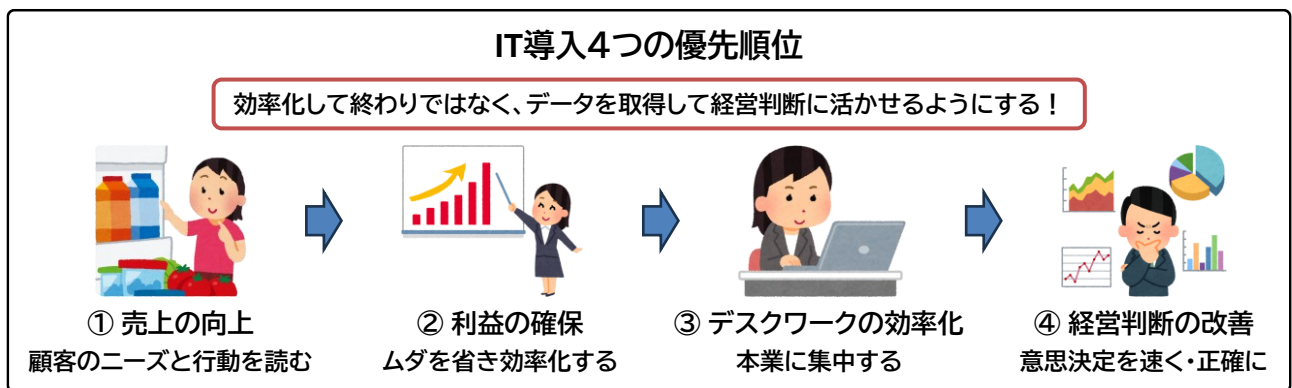 IT導入4つの優先順位
効率化して終わりではなく、データを取得して経営判断に活かせるようにする！
① 売上の向上
顧客のニーズと行動を読む
② 利益の確保
ムダを省き効率化する
③ デスクワークの効率化
本業に集中する
④ 経営判断の改善
意思決定を速く・正確に